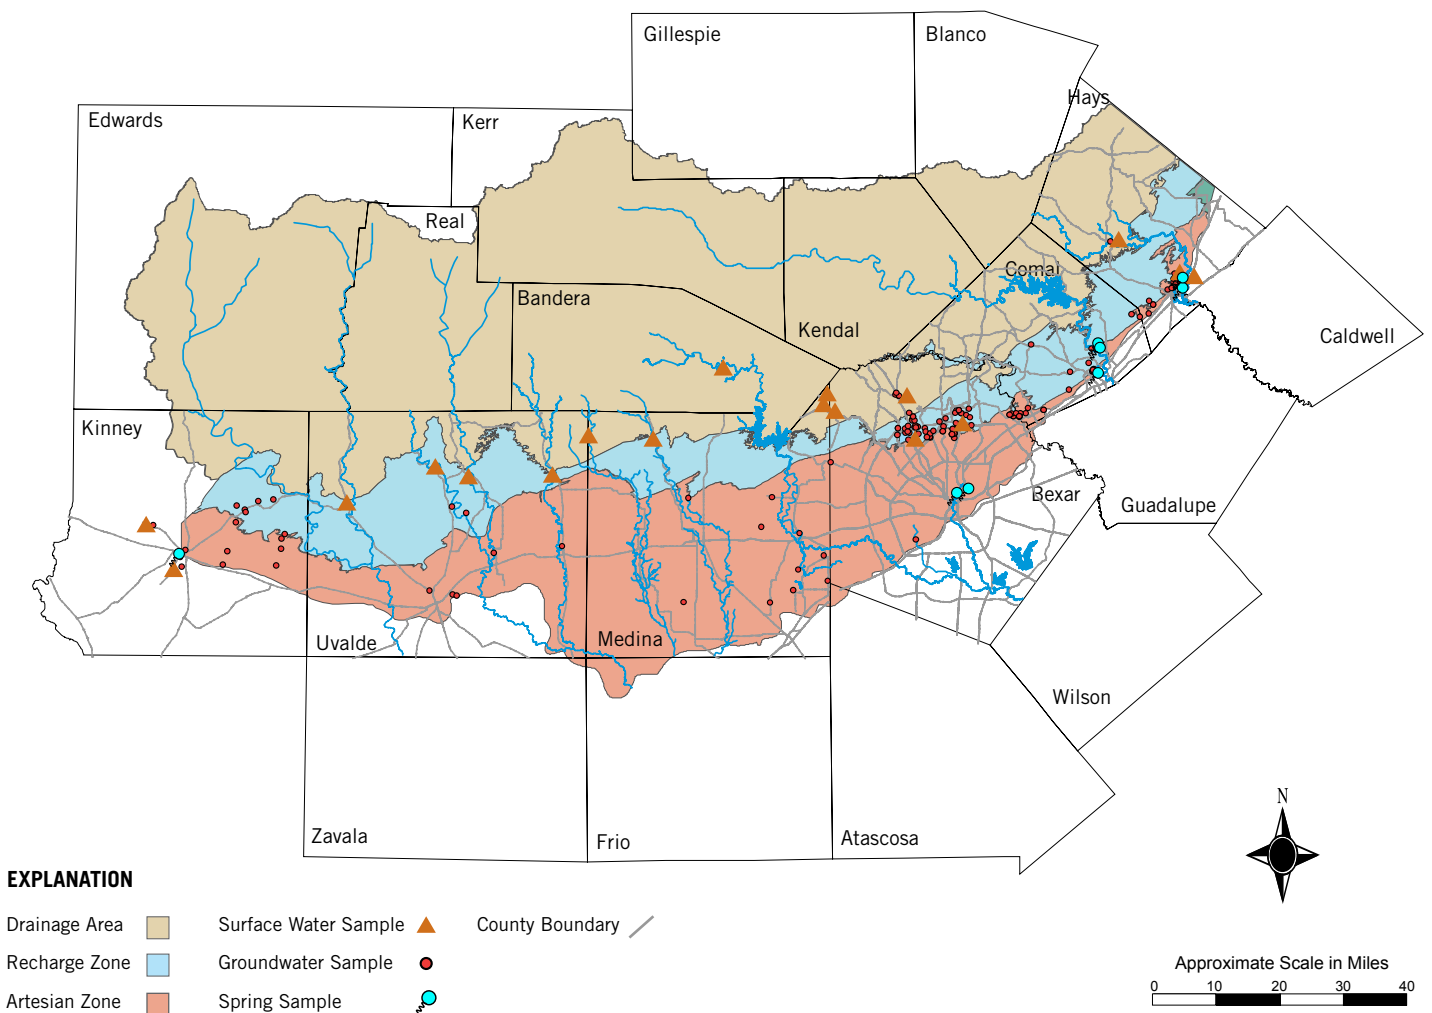 Gillespie
Blanco
Hays
Edwards
Kerr
Real
Comal
Bandera
Kendal
Caldwell
Kinney
Bexar
Guadalupe
Uvalde
Medina
Wilson
Zavala
Frio
Atascosa
N
EXPLANATION
Drainage Area
Surface Water Sample
County Boundary
Recharge Zone
Groundwater Sample
Artesian Zone
Spring Sample
Approximate Scale in Miles
0 10 20 30 40